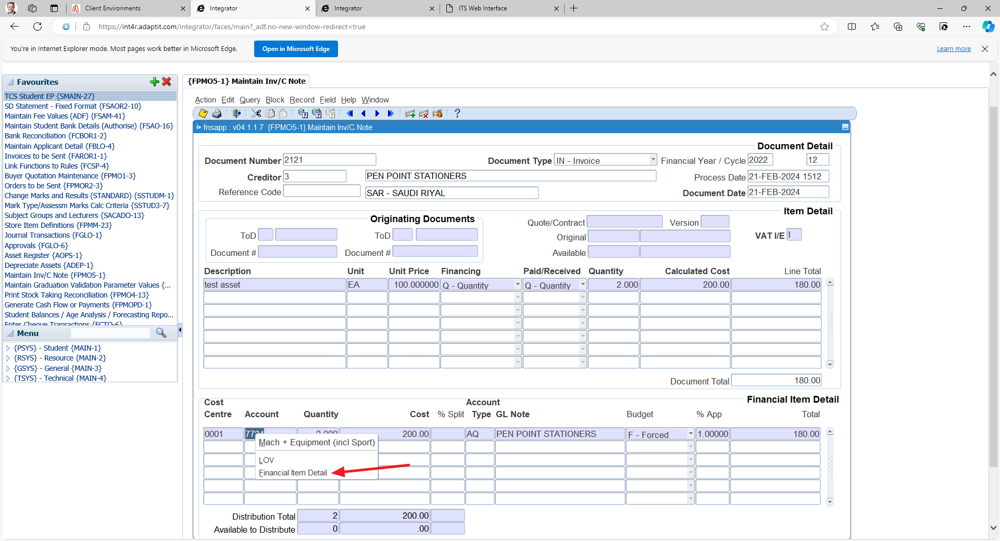 Client Environments
Integrator
Integrator
ITS Web Interface
https://int4r.adaptit.com/integrator/faces/main?_adf.no-new-window-redirect=true
You're in Internet Explorer mode. Most pages work better in Microsoft Edge.
Open in Microsoft Edge
Learn more
Favourites
TCS Student EP {SMAIN-27}
SD Statement - Fixed Format {FSAOR2-10}
Maintain Fee Values (ADF) {FSAM-41}
Maintain Student Bank Details (Authorise) {FSAO-16}
Bank Reconciliation {FCBOR1-2}
Maintain Applicant Detail {FBLO-4}
Invoices to be Sent {FAROR1-1}
Link Functions to Rules {FCSP-4}
Buyer Quotation Maintenance {FPMO1-3}
Orders to be Sent {FPMOR2-3}
Change Marks and Results (STANDARD) {SSTUDM-1}
Mark Type/Assessm Marks Calc Criteria {SSTUD3-7}
Subject Groups and Lecturers {SACADO-13}
Store Item Definitions {FPMM-23}
Journal Transactions {FGLO-1}
Approvals {FGLO-6}
Asset Register {AOPS-1}
Depreciate Assets {ADEP-1}
Maintain Inv/C Note {FPMO5-1}
Maintain Graduation Validation Parameter Values {...
Print Stock Taking Reconciliation {FPMO4-13}
Generate Cash Flow or Payments {FPMOPD-1}
Student Balances / Age Analysis / Forecasting Repo...
Enter Cheque Transactions {FCTO-6}
Menu
{PSYS} - Student {MAIN-1}
{RSYS} - Resource {MAIN-2}
{GSYS} - General {MAIN-3}
{TSYS} - Technical {MAIN-4}
{FPMO5-1} Maintain Inv/C Note
Action Edit Query Block Record Field Help Window
fnsapp : v04.1.1.7 {FPMO5-1} Maintain Inv/C Note
Document Detail
Document Number 2121 Document Type IN - Invoice Financial Year / Cycle 2022 12
Creditor 3 PEN POINT STATIONERS Process Date 21-FEB-2024 1512
Reference Code SAR - SAUDI RIYAL Document Date 21-FEB-2024
Item Detail
Originating Documents
Quote/Contract Version
ToD ToD Original VAT I/E I
Document # Document # Available
Description Unit Unit Price Financing Paid/Received Quantity Calculated Cost Line Total
test asset EA 100.000000 Q - Quantity Q - Quantity 2.000 200.00 180.00
Document Total 180.00
Financial Item Detail
Cost Centre Account Quantity Cost % Split Account Type GL Note Budget % App Total
0001 7724 2.000 200.00 AQ PEN POINT STATIONERS F - Forced 1.00000 180.00
Mach + Equipment (incl Sport)
LOV
Financial Item Detail
Distribution Total 2 200.00
Available to Distribute 0 .00